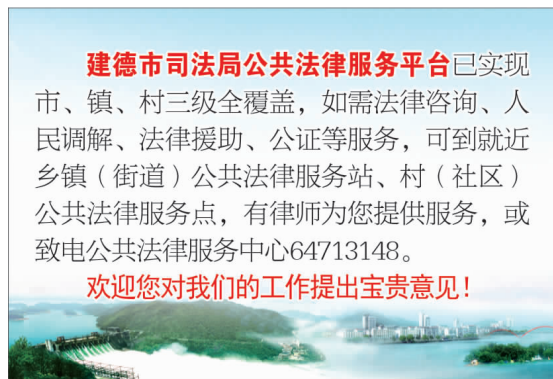 建德市司法局公共法律服务平台已实现
市、镇、村三级全覆盖，如需法律咨询、人
民调解、法律援助、公证等服务，可到就近
乡镇（街道）公共法律服务站、村（社区）
公共法律服务点，有律师为您提供服务，或
致电公共法律服务中心64713148。
欢迎您对我们的工作提出宝贵意见！